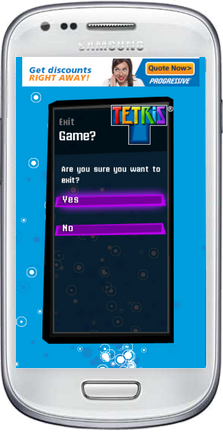 SAMSUNG
Get discounts
RIGHT AWAY!
Quote Now>
PROGRESSIVE
TETRIS®
Exit
Game?
Are you sure you want to
exit?
Yes
No